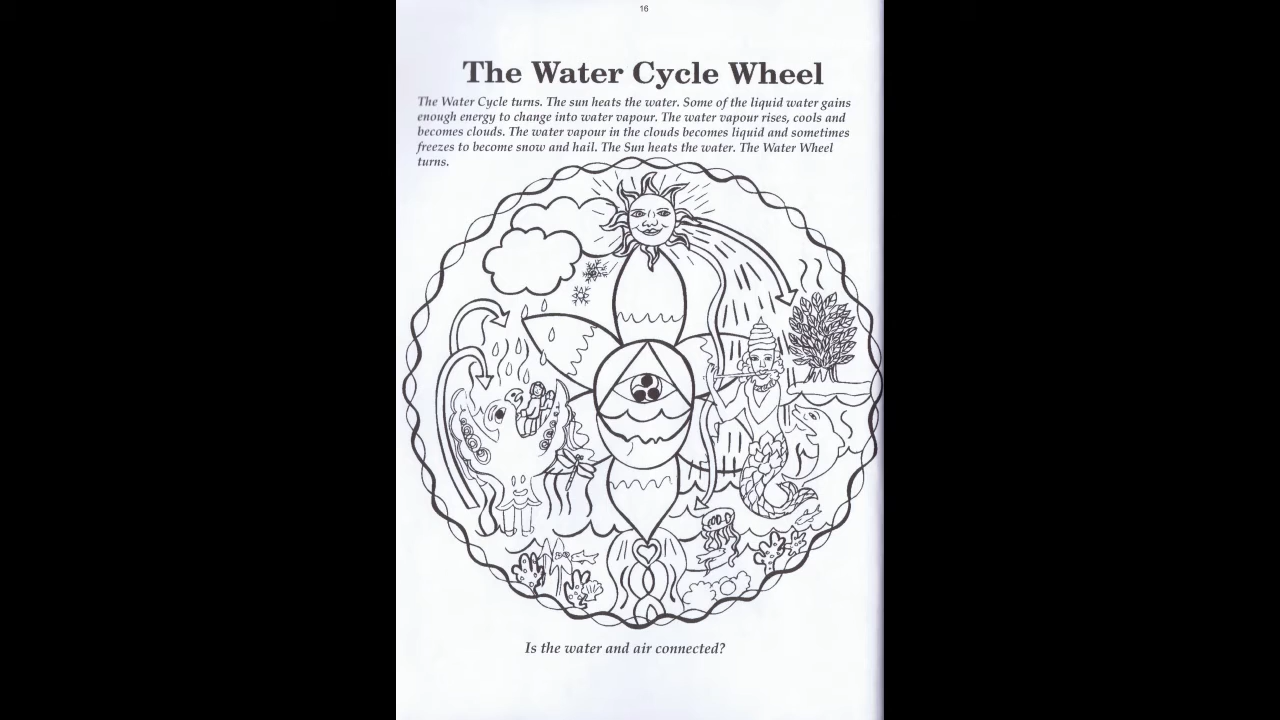 16
The Water Cycle Wheel
The Water Cycle turns. The sun heats the water. Some of the liquid water gains
enough energy to change into water vapour. The water vapour rises, cools and
becomes clouds. The water vapour in the clouds becomes liquid and sometimes
freezes to become snow and hail. The Sun heats the water. The Water Wheel
turns.
Is the water and air connected?